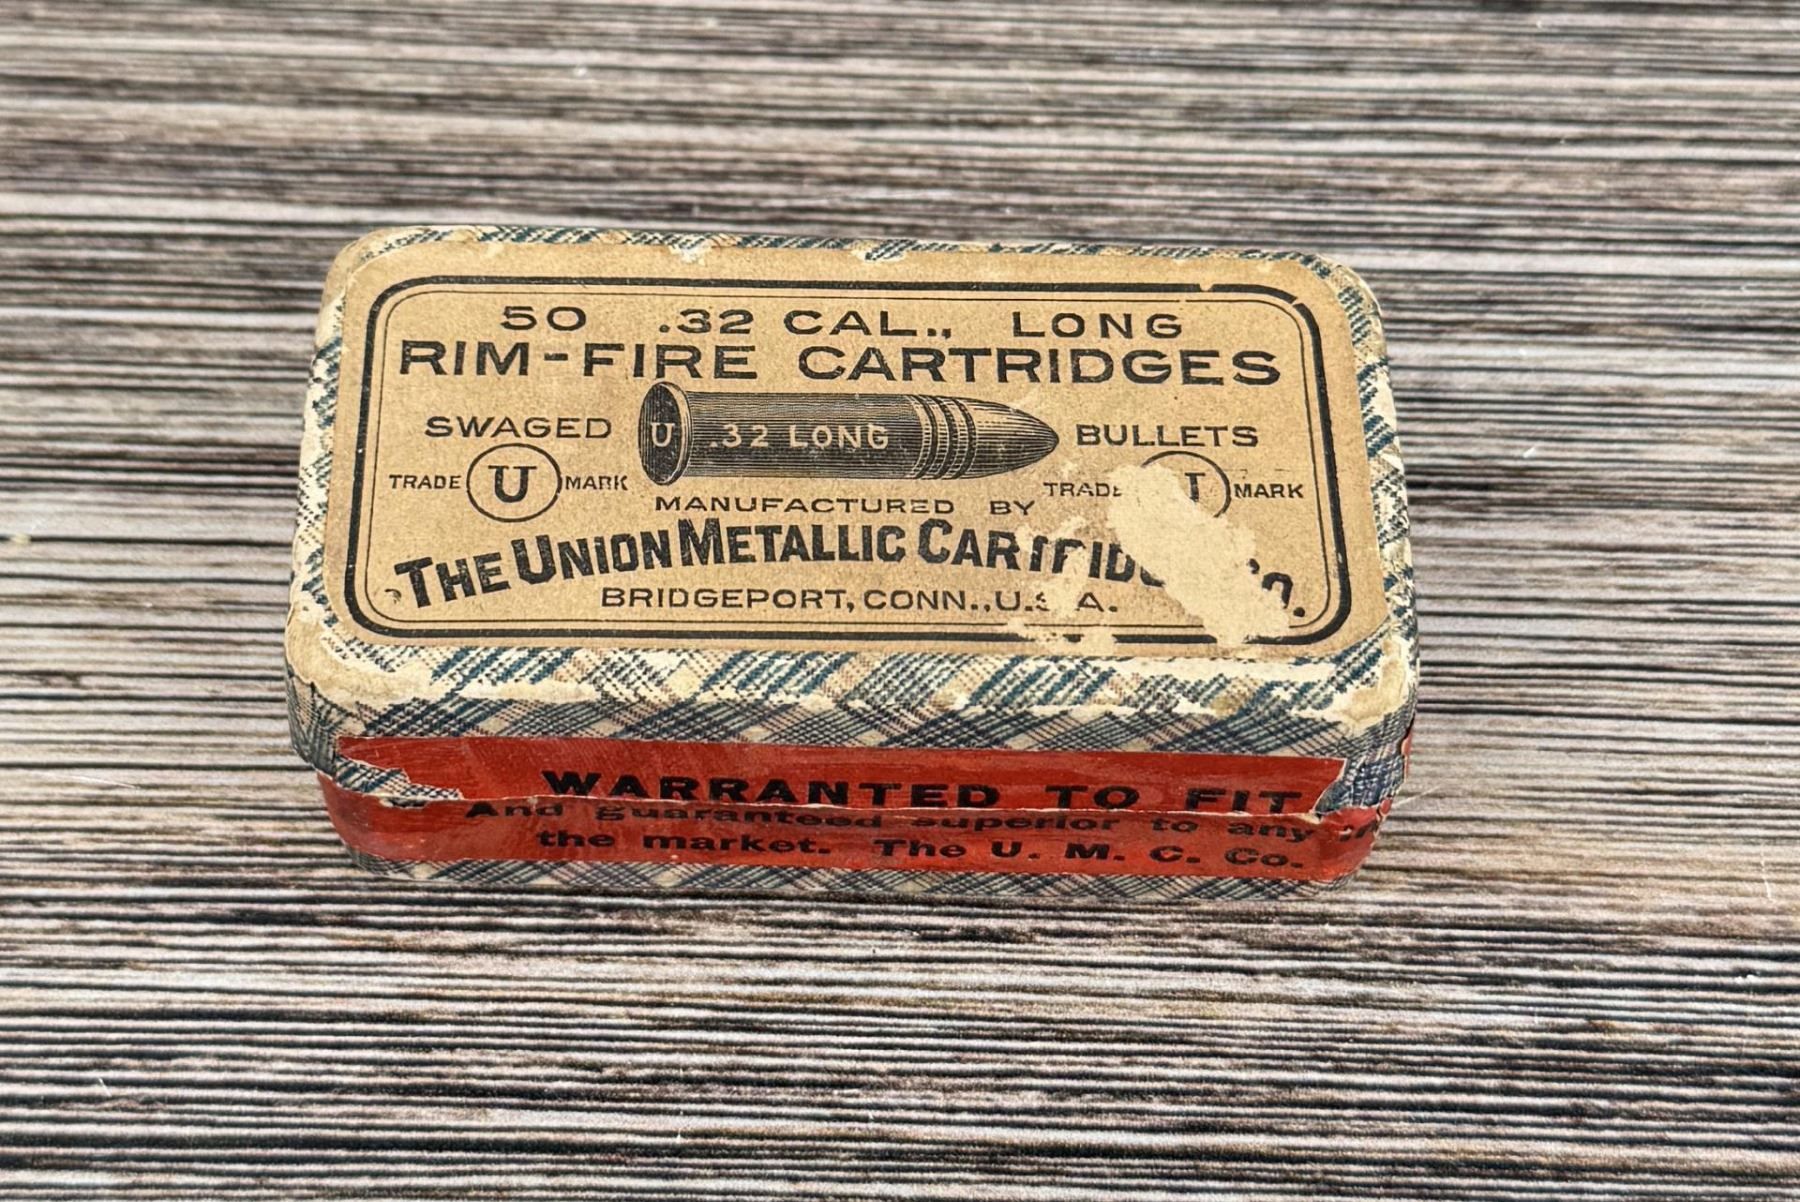 50 .32 CAL., LONG
RIM-FIRE CARTRIDGES
SWAGED BULLETS
U .32 LONG
TRADE U MARK
TRADE MARK
MANUFACTURED BY
THE UNION METALLIC
BRIDGEPORT, CONN., U.S.A.
WARRANTED TO FIT
And guaranteed superior to any
the market. The U. M. C. Co.